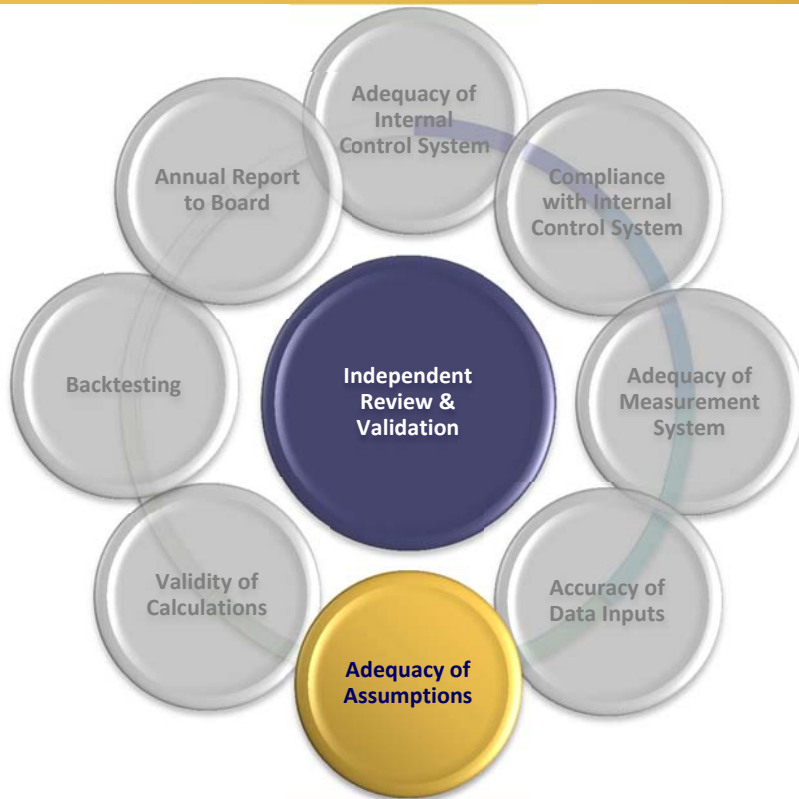 Adequacy of
Internal
Control System
Compliance
with Internal
Control System
Adequacy of
Measurement
System
Accuracy of
Data Inputs
Adequacy of
Assumptions
Validity of
Calculations
Backtesting
Annual Report
to Board
Independent
Review &
Validation